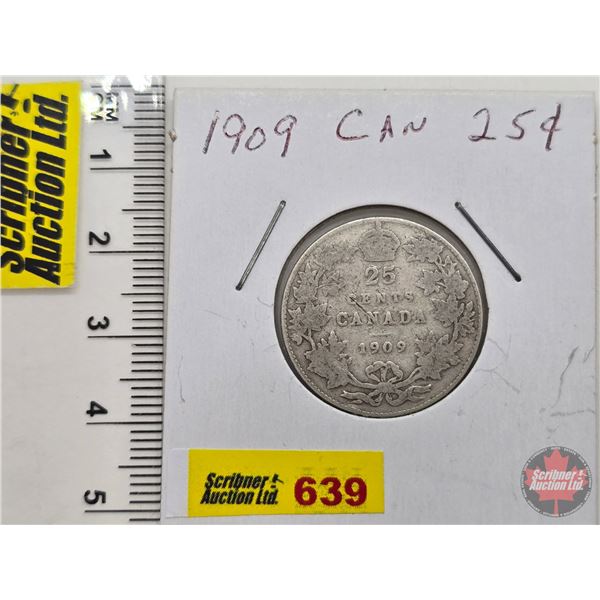 1909 CAN 25¢
25
CENTS
CANADA
1909
Scribner
Auction Ltd.
639
Scribner
Auction Ltd.
CM
1
2
3
4
5
Scribner
Auction Ltd.